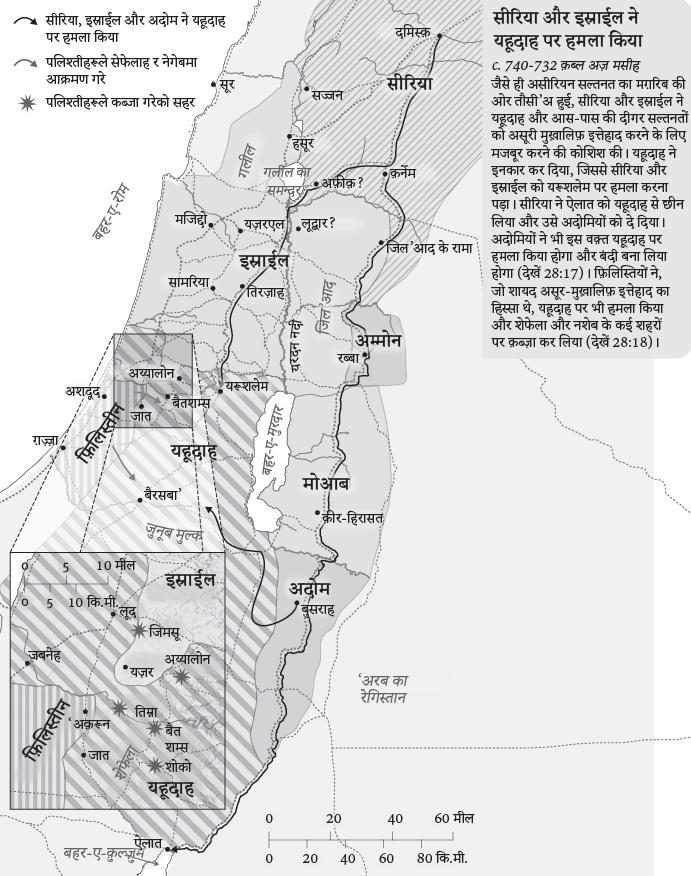 सीरिया, इस्राईल और अदोम ने यहूदाह
पर हमला किया
पलिश्तीहरूले सेफेलाह र नेगेबमा
आक्रमण गरे
पलिश्तीहरूले कब्जा गरेको सहर
सीरिया और इस्राईल ने
यहूदाह पर हमला किया
c. 740-732 क़ब्ल अज़ मसीह
जैसे ही असीरियन सल्तनत का मग़रिब की
ओर तौसी'अ हुई, सीरिया और इस्राईल ने
यहूदाह और आस-पास की दीगर सल्तनतों
को असूरी मुख़ालिफ़ इत्तेहाद करने के लिए
मजबूर करने की कोशिश की। यहूदाह ने
इनकार कर दिया, जिससे सीरिया और
इस्राईल को यरूशलेम पर हमला करना
पड़ा। सीरिया ने ऐलात को यहूदाह से छीन
लिया और उसे अदोमियों को दे दिया।
अदोमियों ने भी इस वक़्त यहूदाह पर
हमला किया होगा और बंदी बना लिया
होगा (देखें 28:17)। फ़िलिस्तियों ने,
जो शायद असूर-मुख़ालिफ़ इत्तेहाद का
हिस्सा थे, यहूदाह पर भी हमला किया
और शेफेला और नशेब के कई शहरों
पर क़ब्ज़ा कर लिया (देखें 28:18)।
दमिस्क़
सीरिया
सूर
सज्जन
हसूर
गलील
गलील का
समन्दर
अफ़ीक़ ?
क़र्नेम
बहर-ए-रोम
मजिद्दो
यज़रएल
लूद्बार ?
जिल'आद के रामा
इस्राईल
सामरिया
तिरज़ाह
जिल'आद
यरदन नदी
अम्मोन
रब्बा
अय्यालोन
यरूशलेम
अशदूद
बैतशम्स
जात
फ़िलिस्तीन
ग़ज़्ज़ा
यहूदाह
बहर-ए-मुरदार
मोआब
बैरसबा'
क़ीर-हिरासत
जुनूब मुल्क
अदोम
बुसराह
'अरब का
रेगिस्तान
0 5 10 मील
0 5 10 कि.मी.
इस्राईल
लूद
जिमसू
जबनेह
यज़र
अय्यालोन
फ़िलिस्तीन
'अक़रून
तिम्ना
बैत
शम्स
जात
शेफेला
शोको
यहूदाह
ऐलात
बहर-ए-कुल्ज़ुम
0 20 40 60 मील
0 20 40 60 80 कि.मी.